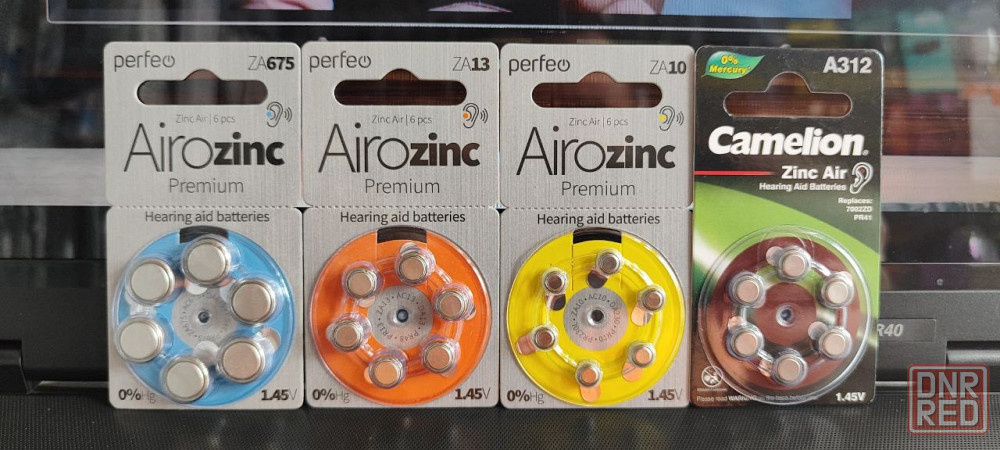 perfeo
ZA675
Zinc Air | 6 pcs
Airozinc
Premium
Hearing aid batteries
0%Hg
1.45V
perfeo
ZA13
Zinc Air | 6 pcs
Airozinc
Premium
Hearing aid batteries
0%Hg
1.45V
perfeo
ZA10
Zinc Air | 6 pcs
Airozinc
Premium
Hearing aid batteries
0%Hg
1.45V
0%
Mercury
A312
Camelion®
Zinc Air
Hearing Aid Batteries
Replaces:
7002ZD
PR41
1.45V
R40
DNR
RED